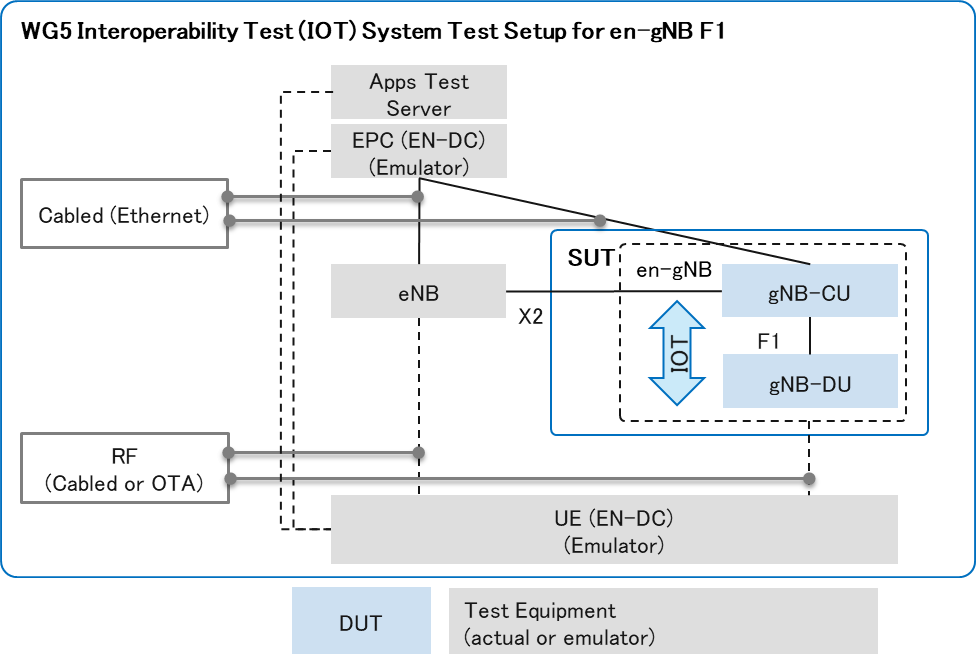 WG5 Interoperability Test (IOT) System Test Setup for en-gNB F1
Apps Test
Server
EPC (EN-DC)
(Emulator)
Cabled (Ethernet)
SUT
en-gNB
eNB
gNB-CU
X2
IOT
F1
gNB-DU
RF
(Cabled or OTA)
UE (EN-DC)
(Emulator)
DUT
Test Equipment
(actual or emulator)